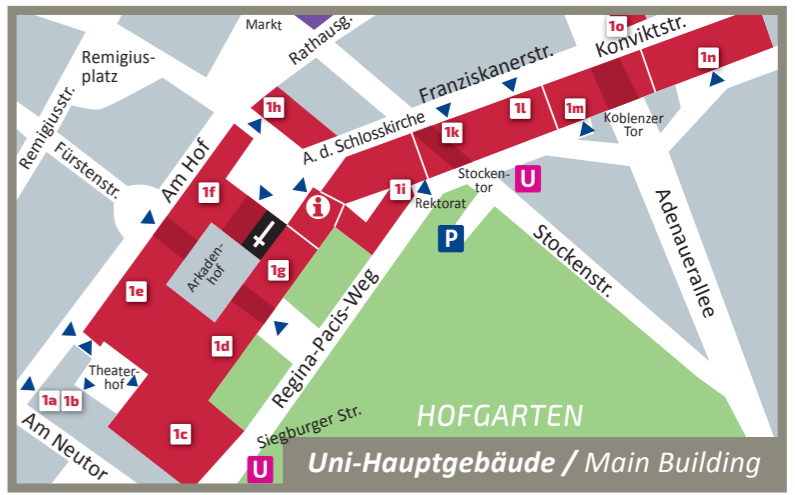 Markt
Rathausg.
Remigius-
platz
Remigiusstr.
Fürstenstr.
Am Hof
Franziskanerstr.
Konviktstr.
1o
1n
1h
A. d. Schlosskirche
1l
1m
1k
Koblenzer
Tor
1f
i
1i
Stocken-
tor
U
Rektorat
P
Arkaden-
hof
1g
1e
1d
Theater-
hof
1a
1b
1c
Am Neutor
Regina-Pacis-Weg
Stockenstr.
Adenauerallee
Siegburger Str.
U
HOFGARTEN
Uni-Hauptgebäude / Main Building